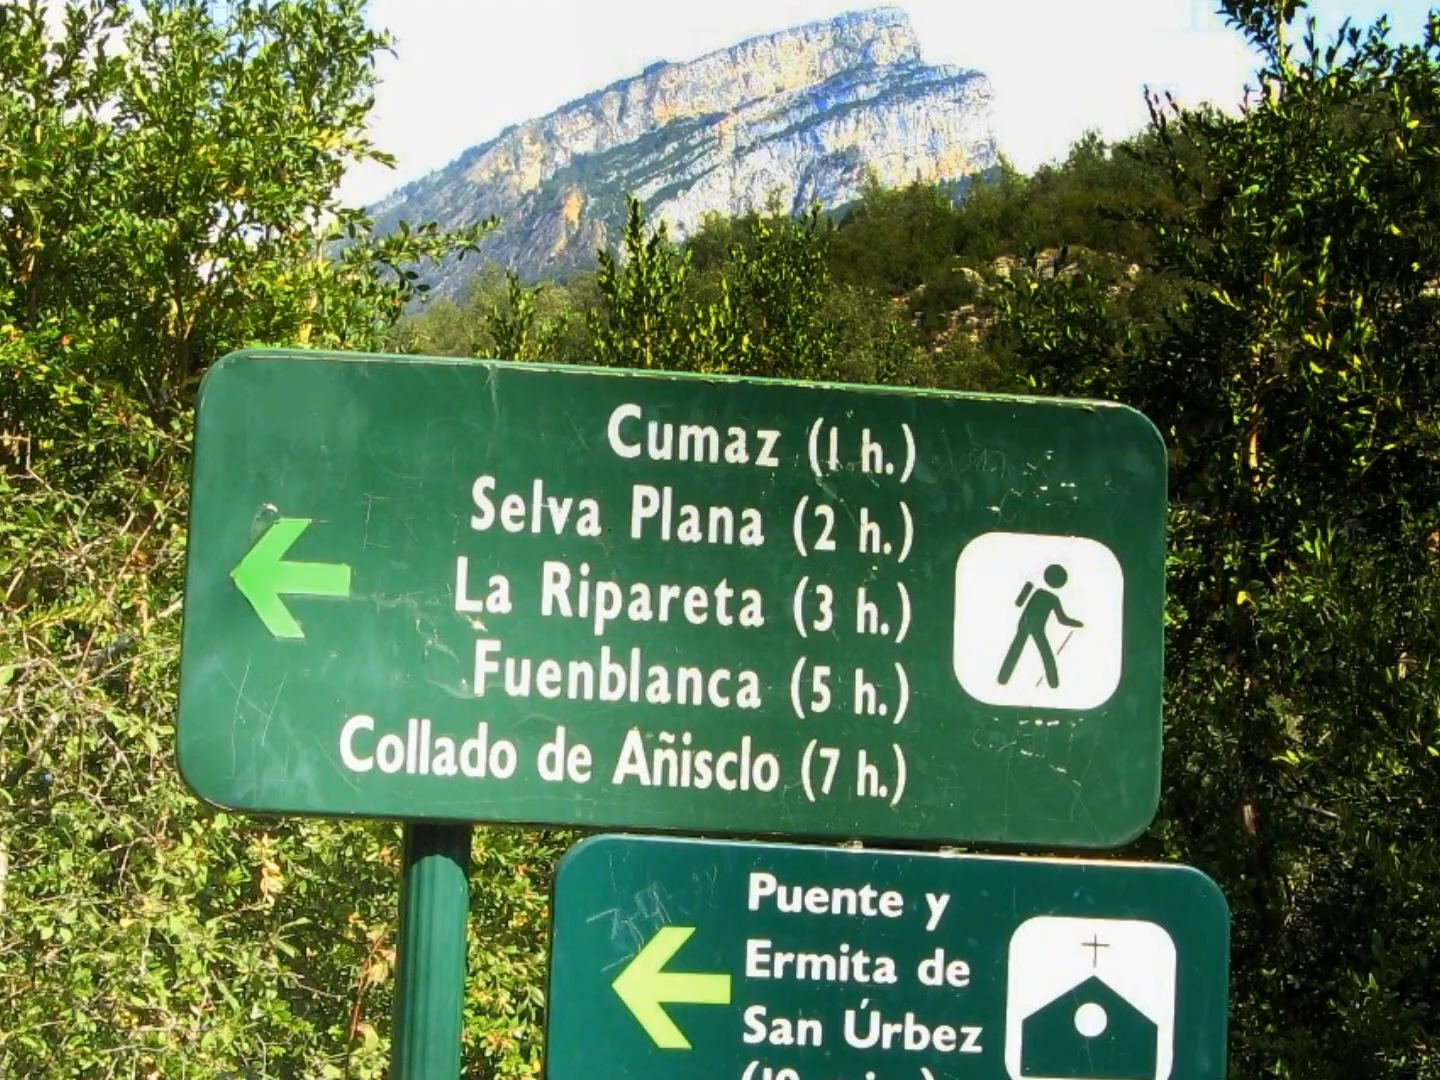 Cumaz (1 h.)
Selva Plana (2 h.)
La Ripareta (3 h.)
Fuenblanca (5 h.)
Collado de Añisclo (7 h.)
Puente y
Ermita de
San Úrbez